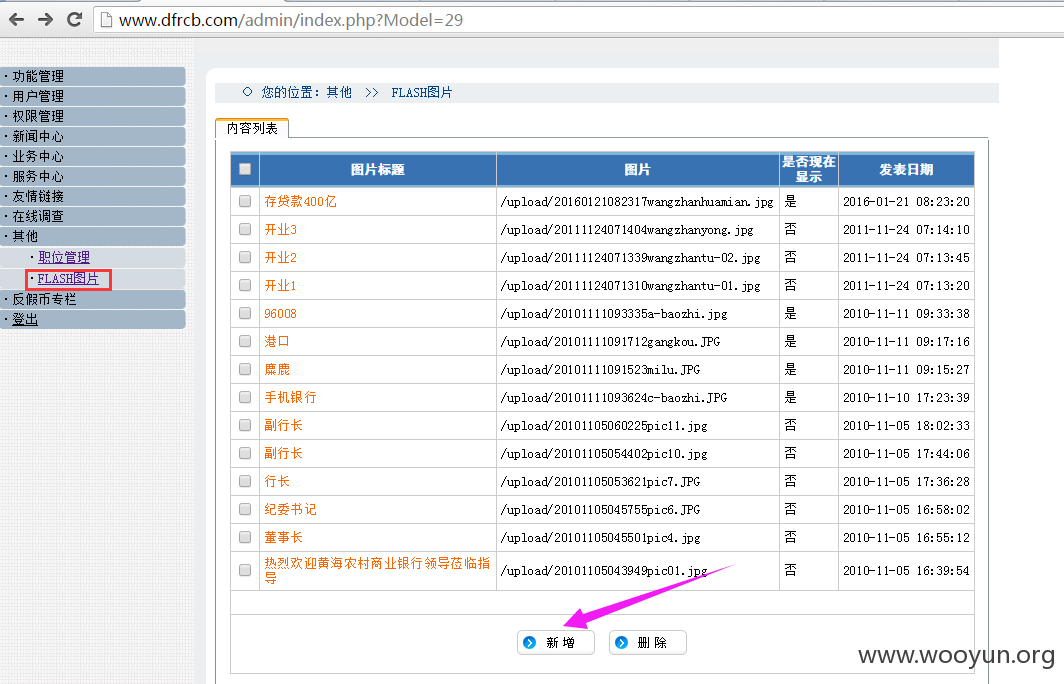 www.dfrcb.com/admin/index.php?Model=29
·功能管理
·用户管理
·权限管理
·新闻中心
·业务中心
·服务中心
·友情链接
·在线调查
·其他
·职位管理
·FLASH图片
·反假币专栏
·登出
您的位置：其他 >> FLASH图片
内容列表
图片标题 图片 是否现在显示 发表日期
存贷款400亿 /upload/20160121082317wangzhanhuamian.jpg 是 2016-01-21 08:23:20
开业3 /upload/20111124071404wangzhanyong.jpg 否 2011-11-24 07:14:10
开业2 /upload/20111124071339wangzhantu-02.jpg 否 2011-11-24 07:13:45
开业1 /upload/20111124071310wangzhantu-01.jpg 否 2011-11-24 07:13:20
96008 /upload/20101111093335a-baozhi.jpg 是 2010-11-11 09:33:38
港口 /upload/20101111091712gangkou.JPG 是 2010-11-11 09:17:16
麋鹿 /upload/20101111091523milu.JPG 是 2010-11-11 09:15:27
手机银行 /upload/20101111093624c-baozhi.JPG 是 2010-11-10 17:23:39
副行长 /upload/20101105060225pic11.jpg 否 2010-11-05 18:02:33
副行长 /upload/20101105054402pic10.jpg 否 2010-11-05 17:44:06
行长 /upload/20101105053621pic7.JPG 否 2010-11-05 17:36:28
纪委书记 /upload/20101105045755pic6.JPG 否 2010-11-05 16:58:02
董事长 /upload/20101105045501pic4.jpg 否 2010-11-05 16:55:12
热烈欢迎黄海农村商业银行领导莅临指导 /upload/20101105043949pic01.jpg 否 2010-11-05 16:39:54
新增 删除
www.wooyun.org